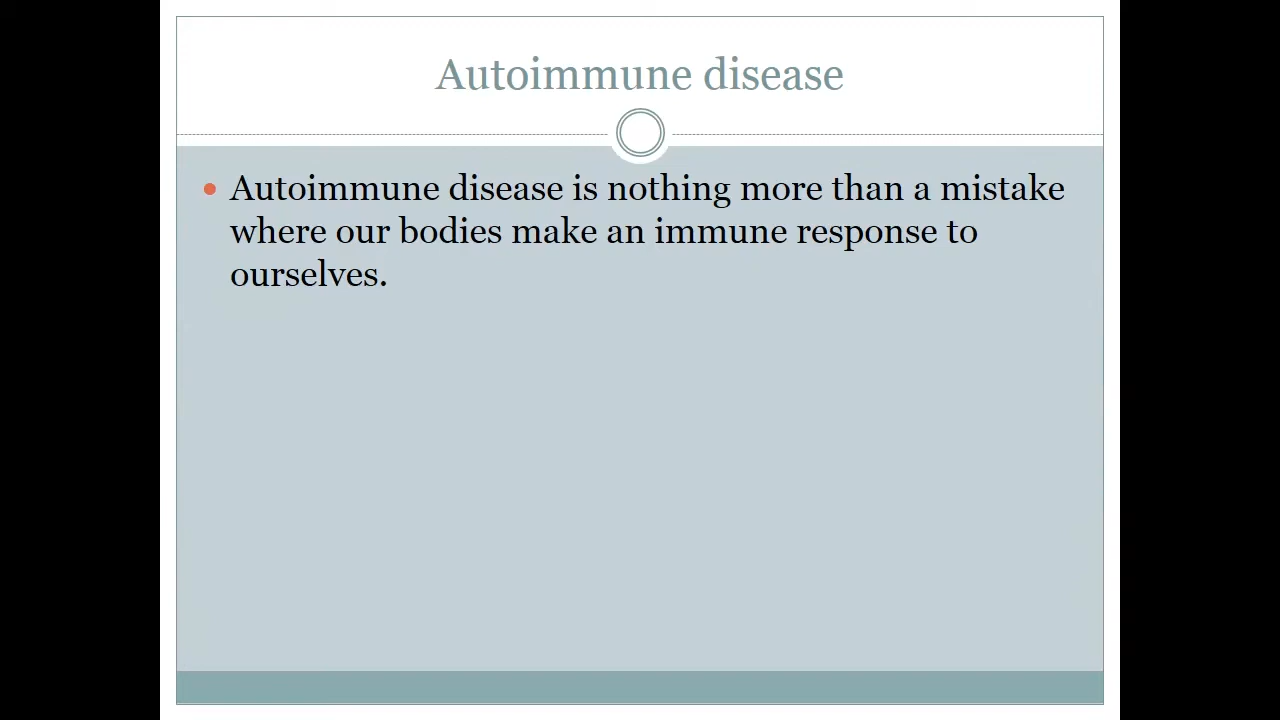 Autoimmune disease
• Autoimmune disease is nothing more than a mistake
where our bodies make an immune response to
ourselves.